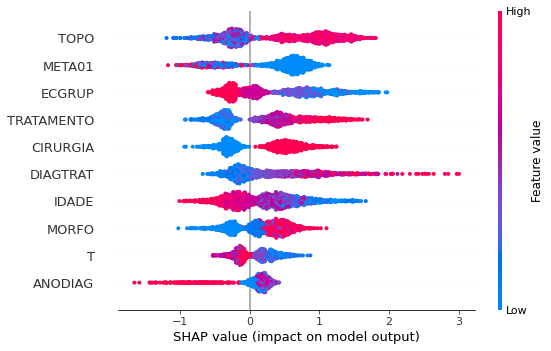 High
TOPO
META01
ECGRUP
TRATAMENTO
CIRURGIA
DIAGTRAT
IDADE
MORFO
T
ANODIAG
Feature value
Low
−1 0 1 2 3
SHAP value (impact on model output)